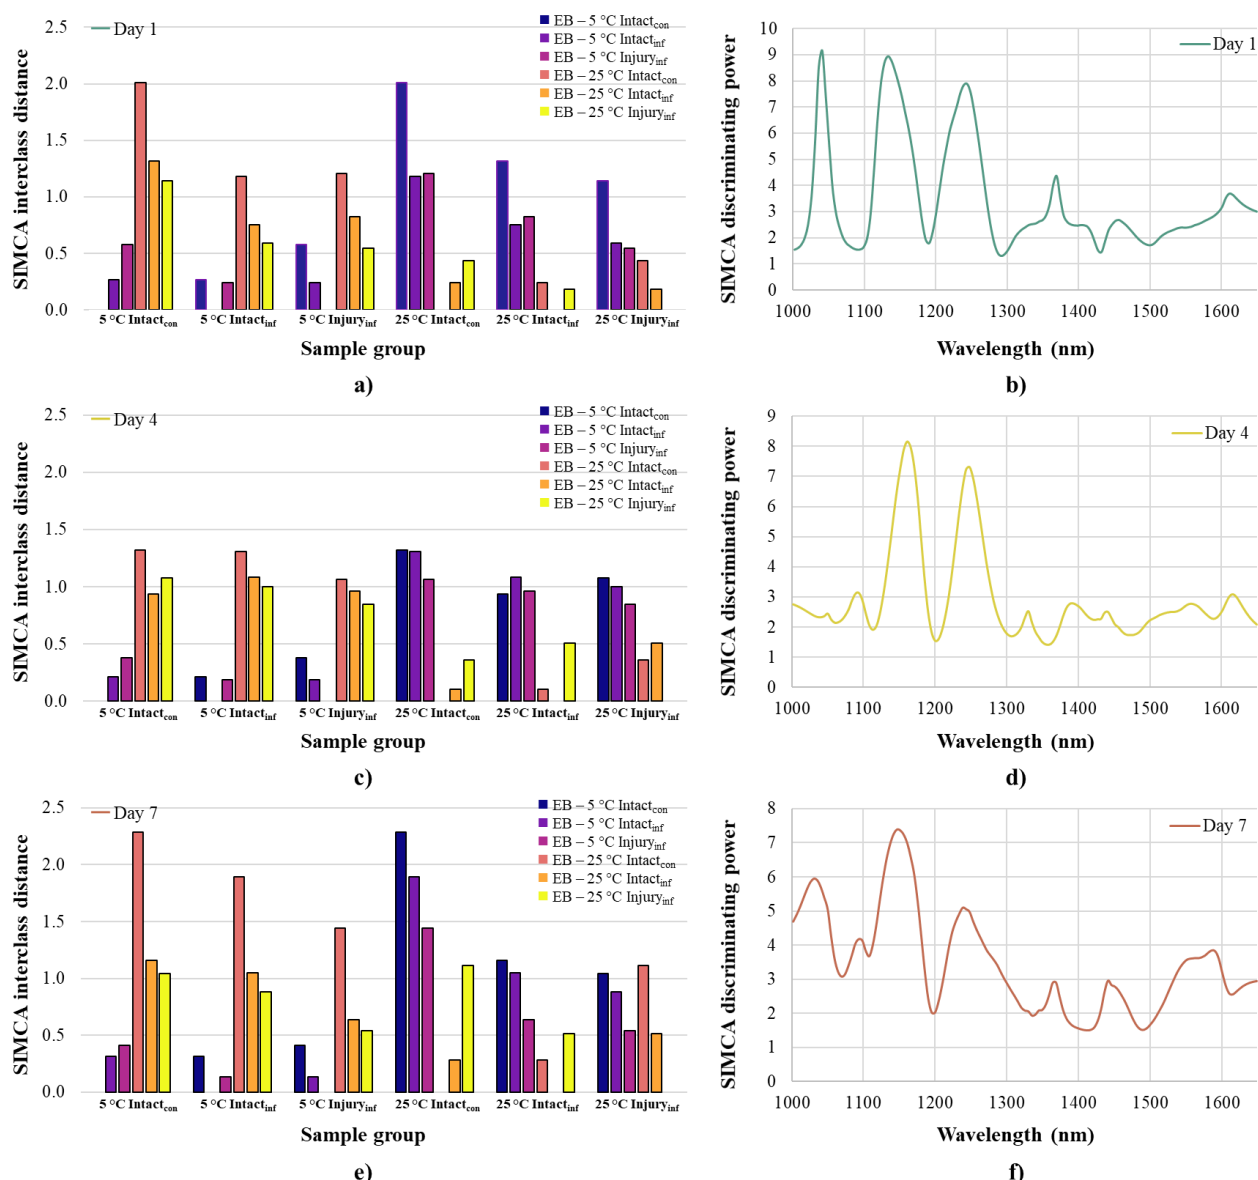 SIMCA interclass distance
2.5
2.0
1.5
1.0
0.5
0.0
Day 1
EB – 5 °C Intactcon
EB – 5 °C Intactinf
EB – 5 °C Injuryinf
EB – 25 °C Intactcon
EB – 25 °C Intactinf
EB – 25 °C Injuryinf
5 °C Intactcon 5 °C Intactinf 5 °C Injuryinf 25 °C Intactcon 25 °C Intactinf 25 °C Injuryinf
Sample group
a)
SIMCA discriminating power
10
9
8
7
6
5
4
3
2
1
0
Day 1
1000 1100 1200 1300 1400 1500 1600
Wavelength (nm)
b)
SIMCA interclass distance
2.5
2.0
1.5
1.0
0.5
0.0
Day 4
EB – 5 °C Intactcon
EB – 5 °C Intactinf
EB – 5 °C Injuryinf
EB – 25 °C Intactcon
EB – 25 °C Intactinf
EB – 25 °C Injuryinf
5 °C Intactcon 5 °C Intactinf 5 °C Injuryinf 25 °C Intactcon 25 °C Intactinf 25 °C Injuryinf
Sample group
c)
SIMCA discriminating power
9
8
7
6
5
4
3
2
1
0
Day 4
1000 1100 1200 1300 1400 1500 1600
Wavelength (nm)
d)
SIMCA interclass distance
2.5
2.0
1.5
1.0
0.5
0.0
Day 7
EB – 5 °C Intactcon
EB – 5 °C Intactinf
EB – 5 °C Injuryinf
EB – 25 °C Intactcon
EB – 25 °C Intactinf
EB – 25 °C Injuryinf
5 °C Intactcon 5 °C Intactinf 5 °C Injuryinf 25 °C Intactcon 25 °C Intactinf 25 °C Injuryinf
Sample group
e)
SIMCA discriminating power
8
7
6
5
4
3
2
1
0
Day 7
1000 1100 1200 1300 1400 1500 1600
Wavelength (nm)
f)